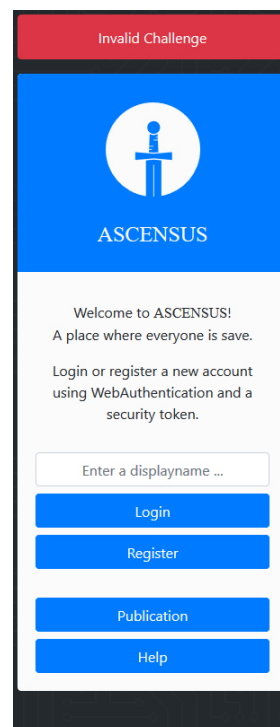 Invalid Challenge
ASCENSUS
Welcome to ASCENSUS!
A place where everyone is save.
Login or register a new account
using WebAuthentication and a
security token.
Enter a displayname ...
Login
Register
Publication
Help